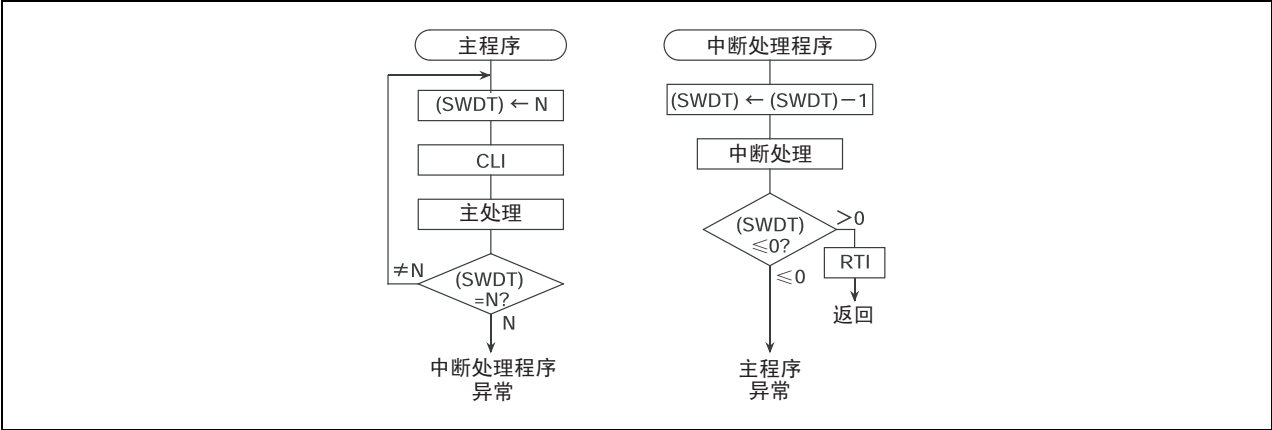 主程序
(SWDT) ← N
CLI
主处理
≠N
(SWDT)
=N?
N
中断处理程序
异常
中断处理程序
(SWDT) ← (SWDT)－1
中断处理
(SWDT)
≤0?
＞0
RTI
返回
≤0
主程序
异常